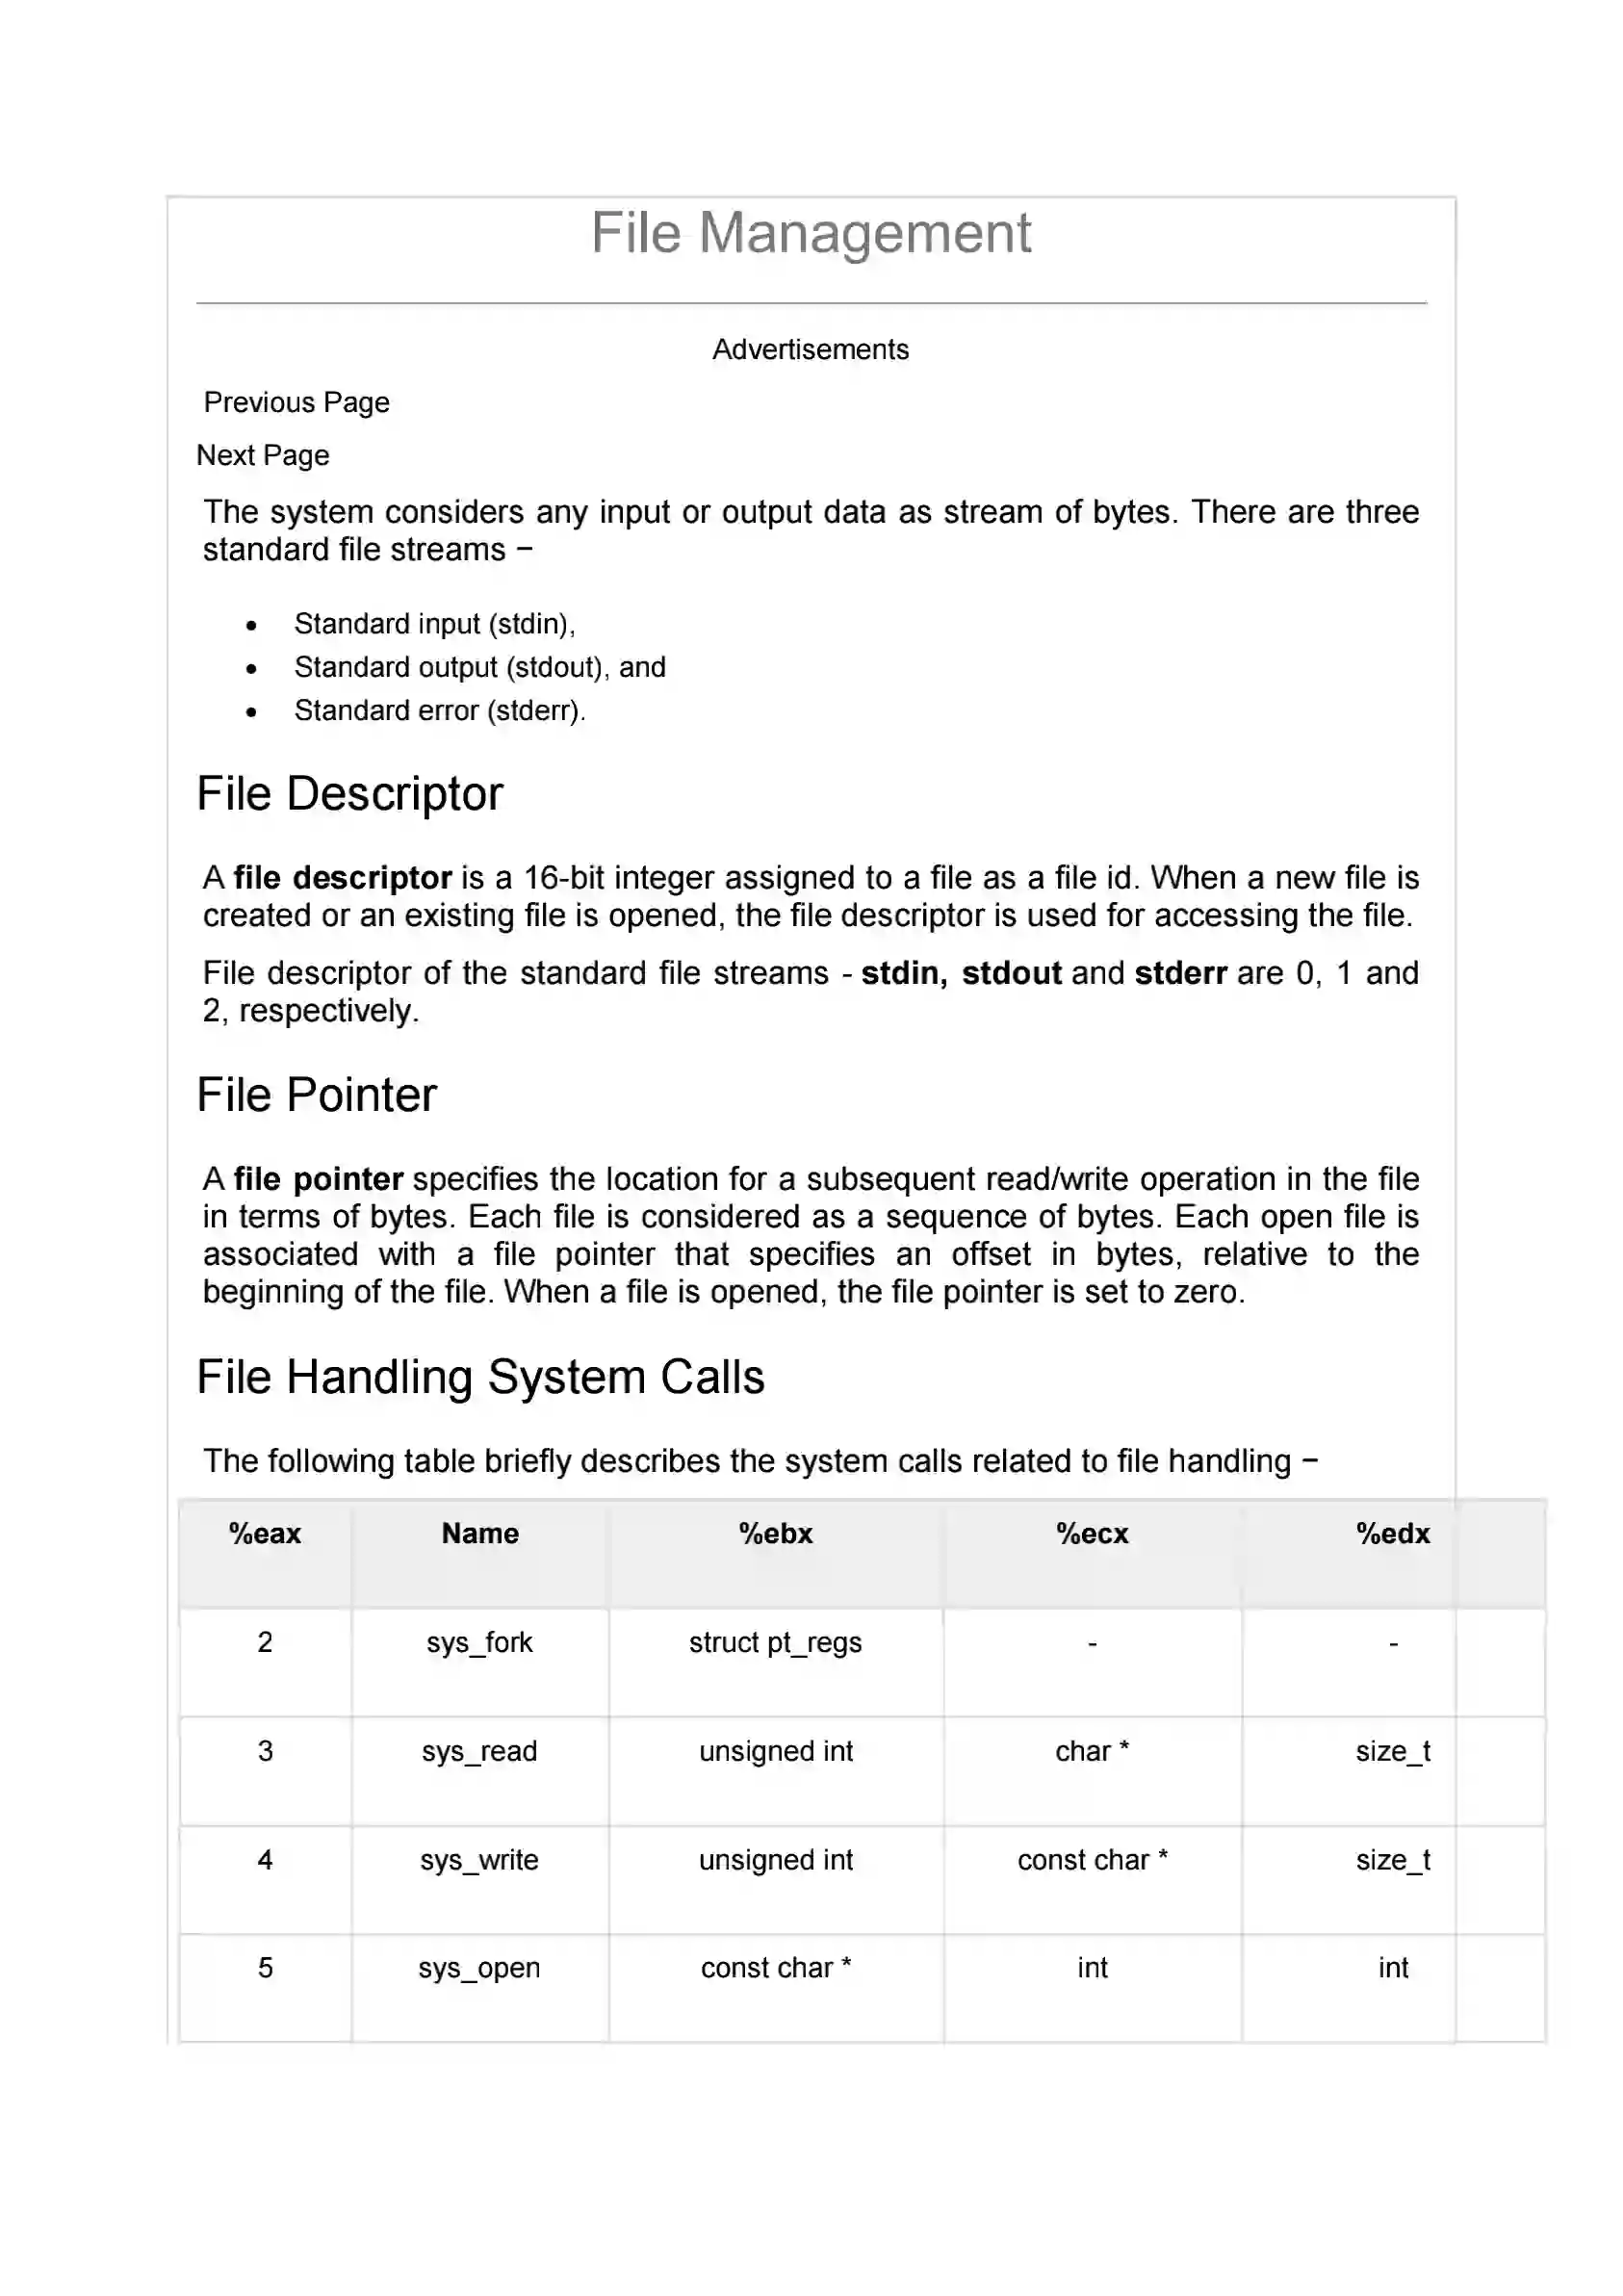 File Management
Advertisements
Previous Page
Next Page
The system considers any input or output data as stream of bytes. There are three
standard file streams −
• Standard input (stdin),
• Standard output (stdout), and
• Standard error (stderr).
File Descriptor
A file descriptor is a 16-bit integer assigned to a file as a file id. When a new file is
created or an existing file is opened, the file descriptor is used for accessing the file.
File descriptor of the standard file streams - stdin, stdout and stderr are 0, 1 and
2, respectively.
File Pointer
A file pointer specifies the location for a subsequent read/write operation in the file
in terms of bytes. Each file is considered as a sequence of bytes. Each open file is
associated with a file pointer that specifies an offset in bytes, relative to the
beginning of the file. When a file is opened, the file pointer is set to zero.
File Handling System Calls
The following table briefly describes the system calls related to file handling −
%eax Name %ebx %ecx %edx
2 sys_fork struct pt_regs - -
3 sys_read unsigned int char * size_t
4 sys_write unsigned int const char * size_t
5 sys_open const char * int int